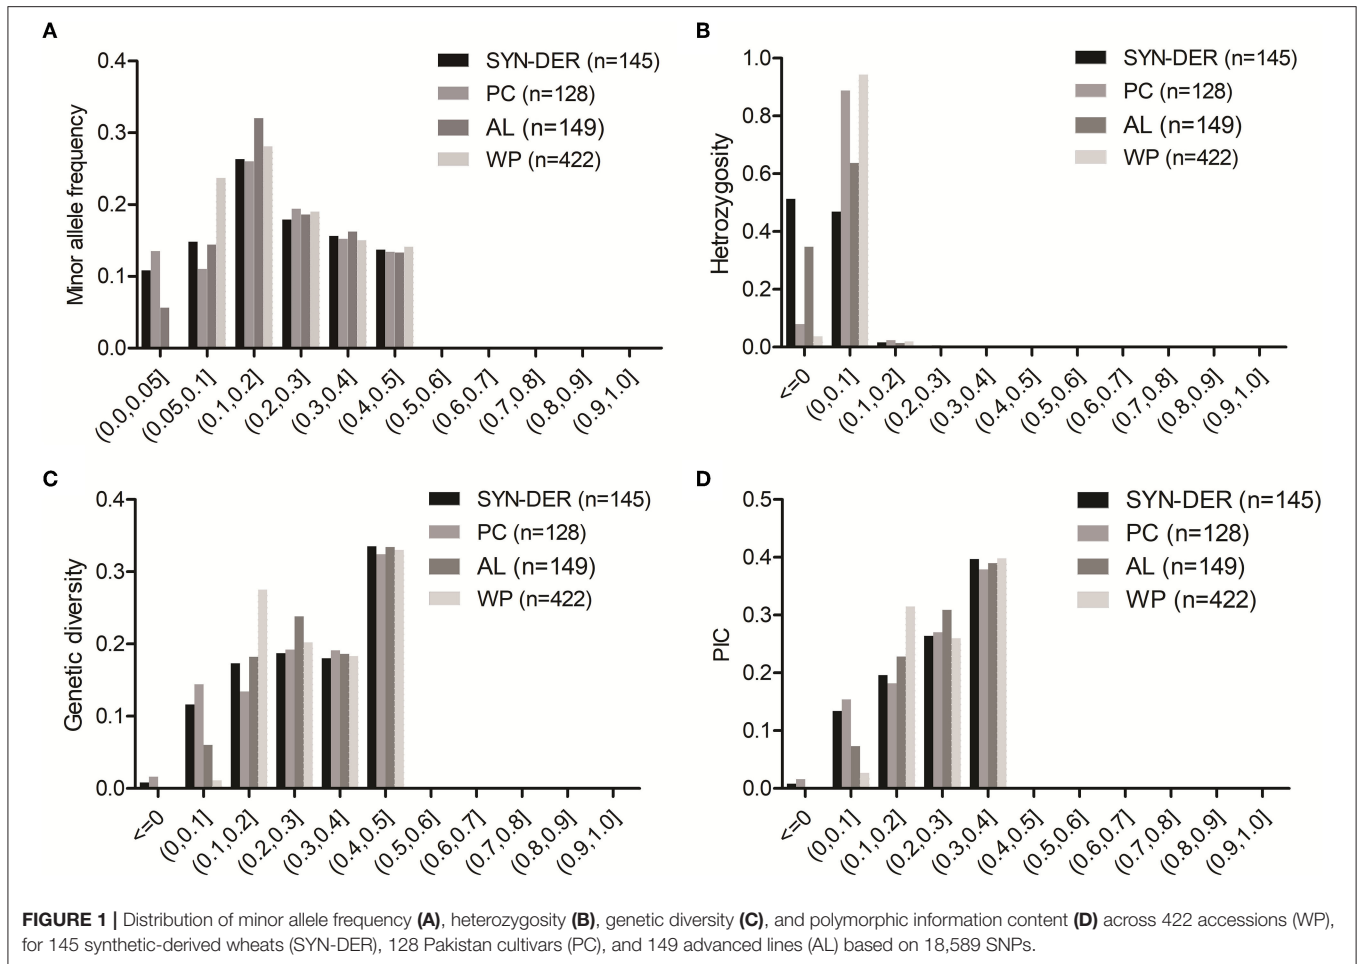 A
Minor allele frequency
0.4
0.3
0.2
0.1
0.0
SYN-DER (n=145)
PC (n=128)
AL (n=149)
WP (n=422)
(0.0,0.05]
(0.05,0.1]
(0.1,0.2]
(0.2,0.3]
(0.3,0.4]
(0.4,0.5]
(0.5,0.6]
(0.6,0.7]
(0.7,0.8]
(0.8,0.9]
(0.9,1.0]
B
Hetrozygosity
1.0
0.8
0.6
0.4
0.2
0.0
SYN-DER (n=145)
PC (n=128)
AL (n=149)
WP (n=422)
<=0
(0,0.1]
(0.1,0.2]
(0.2,0.3]
(0.3,0.4]
(0.4,0.5]
(0.5,0.6]
(0.6,0.7]
(0.7,0.8]
(0.8,0.9]
(0.9,1.0]
C
Genetic diversity
0.4
0.3
0.2
0.1
0.0
SYN-DER (n=145)
PC (n=128)
AL (n=149)
WP (n=422)
<=0
(0,0.1]
(0.1,0.2]
(0.2,0.3]
(0.3,0.4]
(0.4,0.5]
(0.5,0.6]
(0.6,0.7]
(0.7,0.8]
(0.8,0.9]
(0.9,1.0]
D
PIC
0.5
0.4
0.3
0.2
0.1
0.0
SYN-DER (n=145)
PC (n=128)
AL (n=149)
WP (n=422)
<=0
(0,0.1]
(0.1,0.2]
(0.2,0.3]
(0.3,0.4]
(0.4,0.5]
(0.5,0.6]
(0.6,0.7]
(0.7,0.8]
(0.8,0.9]
(0.9,1.0]
FIGURE 1 | Distribution of minor allele frequency (A), heterozygosity (B), genetic diversity (C), and polymorphic information content (D) across 422 accessions (WP),
for 145 synthetic-derived wheats (SYN-DER), 128 Pakistan cultivars (PC), and 149 advanced lines (AL) based on 18,589 SNPs.